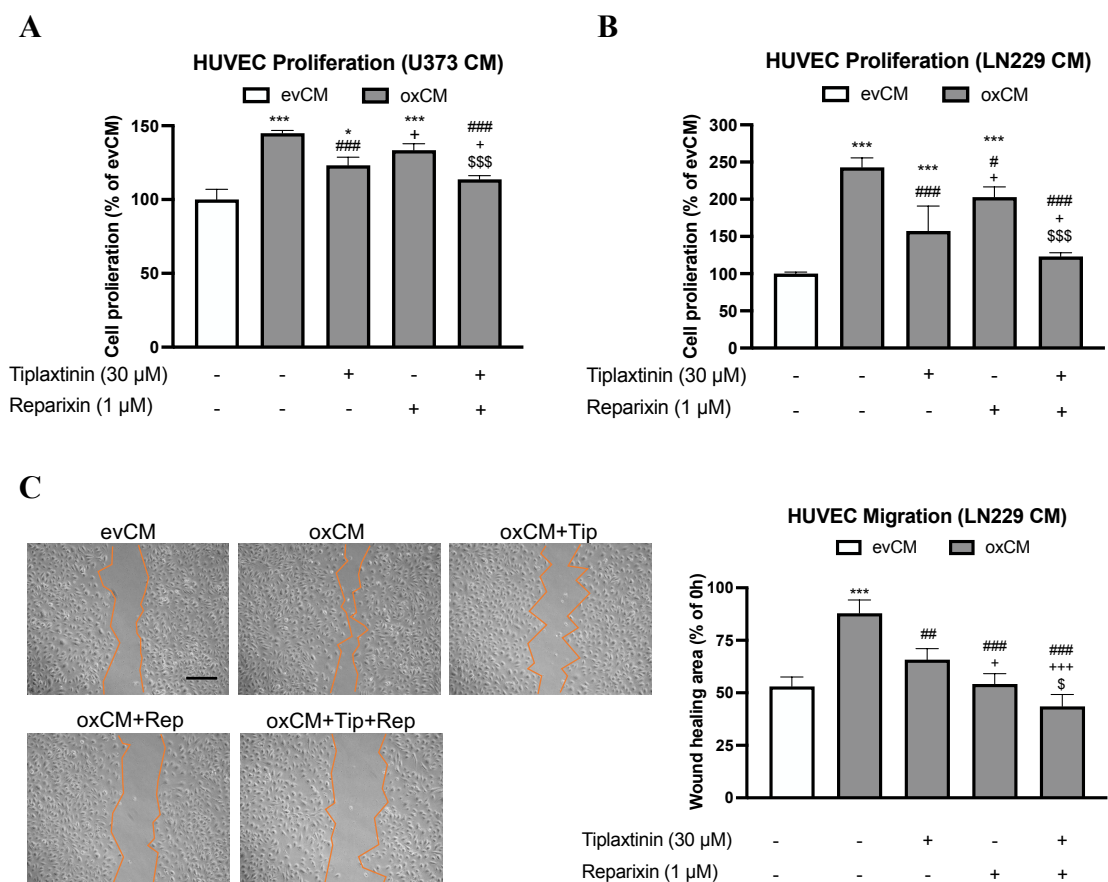 A
HUVEC Proliferation (U373 CM)
evCM oxCM
Cell prolieration (% of evCM)
150
100
50
0
***
*
###
***
+
###
+
$$$
Tiplaxtinin (30 µM) - - + - +
Reparixin (1 µM) - - - + +
B
HUVEC Proliferation (LN229 CM)
evCM oxCM
Cell prolieration (% of evCM)
300
250
200
150
100
50
0
***
***
###
***
#
+
###
+
$$$
Tiplaxtinin (30 µM) - - + - +
Reparixin (1 µM) - - - + +
C
evCM oxCM oxCM+Tip
oxCM+Rep oxCM+Tip+Rep
HUVEC Migration (LN229 CM)
evCM oxCM
Wound healing area (% of 0h)
100
75
50
25
0
***
##
###
+
###
+++
$
Tiplaxtinin (30 µM) - - + - +
Reparixin (1 µM) - - - + +